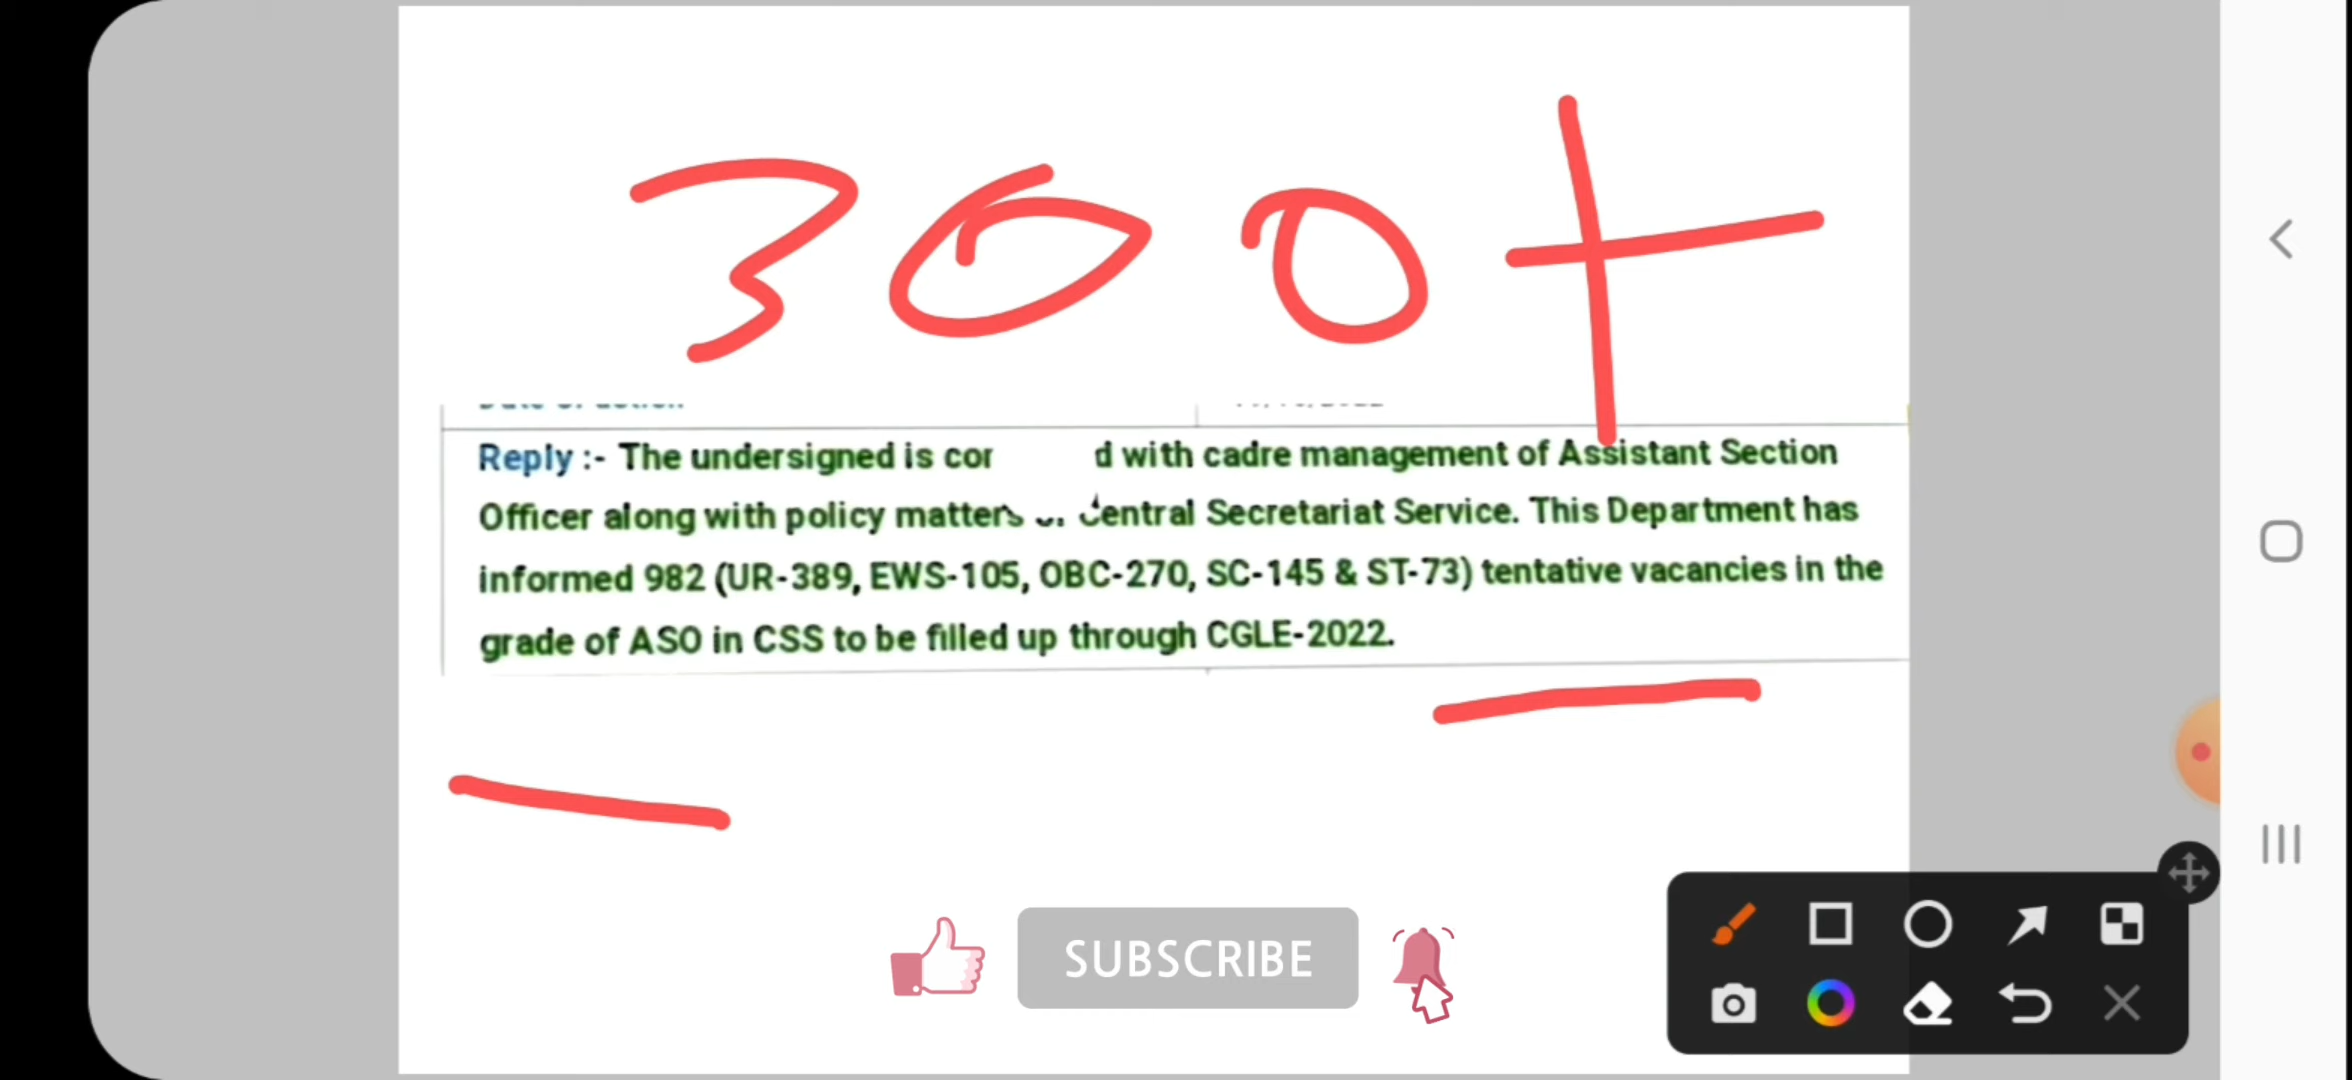 300+
Reply :- The undersigned is with cadre management of Assistant Section
Officer along with policy matters Central Secretariat Service. This Department has
informed 982 (UR-389, EWS-105, OBC-270, SC-145 & ST-73) tentative vacancies in the
grade of ASO in CSS to be filled up through CGLE-2022.
SUBSCRIBE